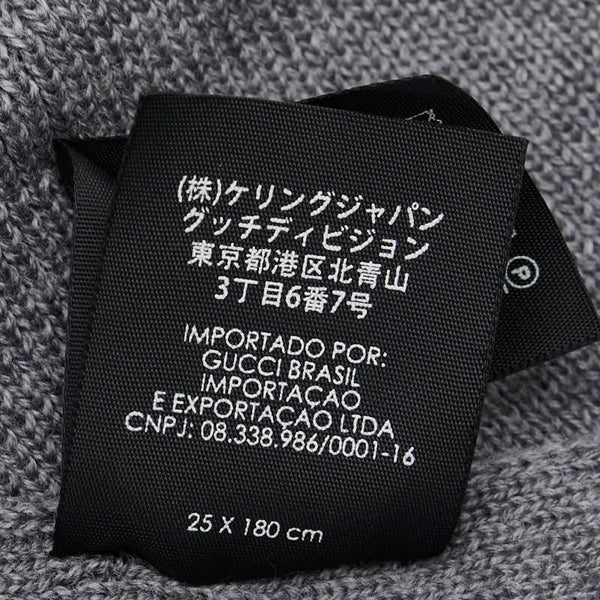 (株)ケリングジャパン
グッチディビジョン
東京都港区北青山
3丁目6番7号
IMPORTADO POR:
GUCCI BRASIL
IMPORTAÇAO
E EXPORTAÇAO LTDA
CNPJ: 08.338.986/0001-16
25 X 180 cm
P